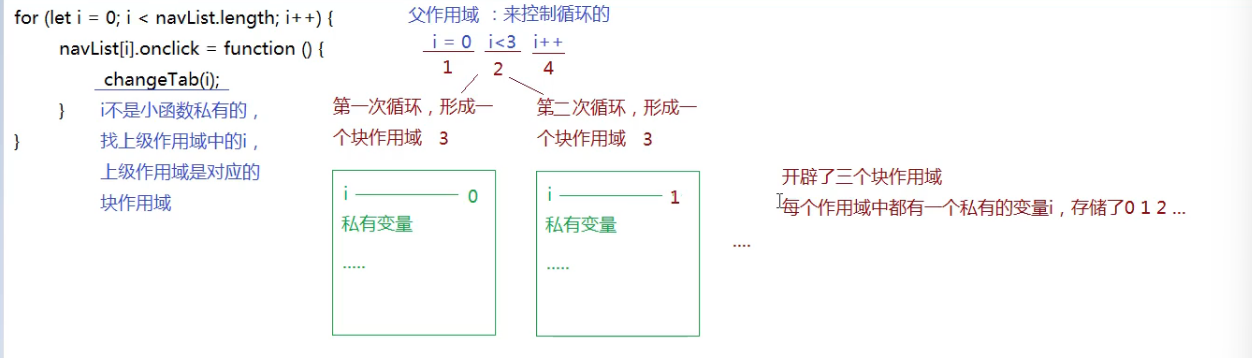 for (let i = 0; i < navList.length; i++) {
navList[i].onclick = function () {
changeTab(i);
}
}
i不是小函数私有的，
找上级作用域中的i，
上级作用域是对应的
块作用域
父作用域 ：来控制循环的
i = 0 i<3 i++
1 2 4
第一次循环，形成一
个块作用域 3
i 0
私有变量
.....
第二次循环，形成一
个块作用域 3
i 1
私有变量
.....
....
开辟了三个块作用域
每个作用域中都有一个私有的变量i，存储了0 1 2 ...